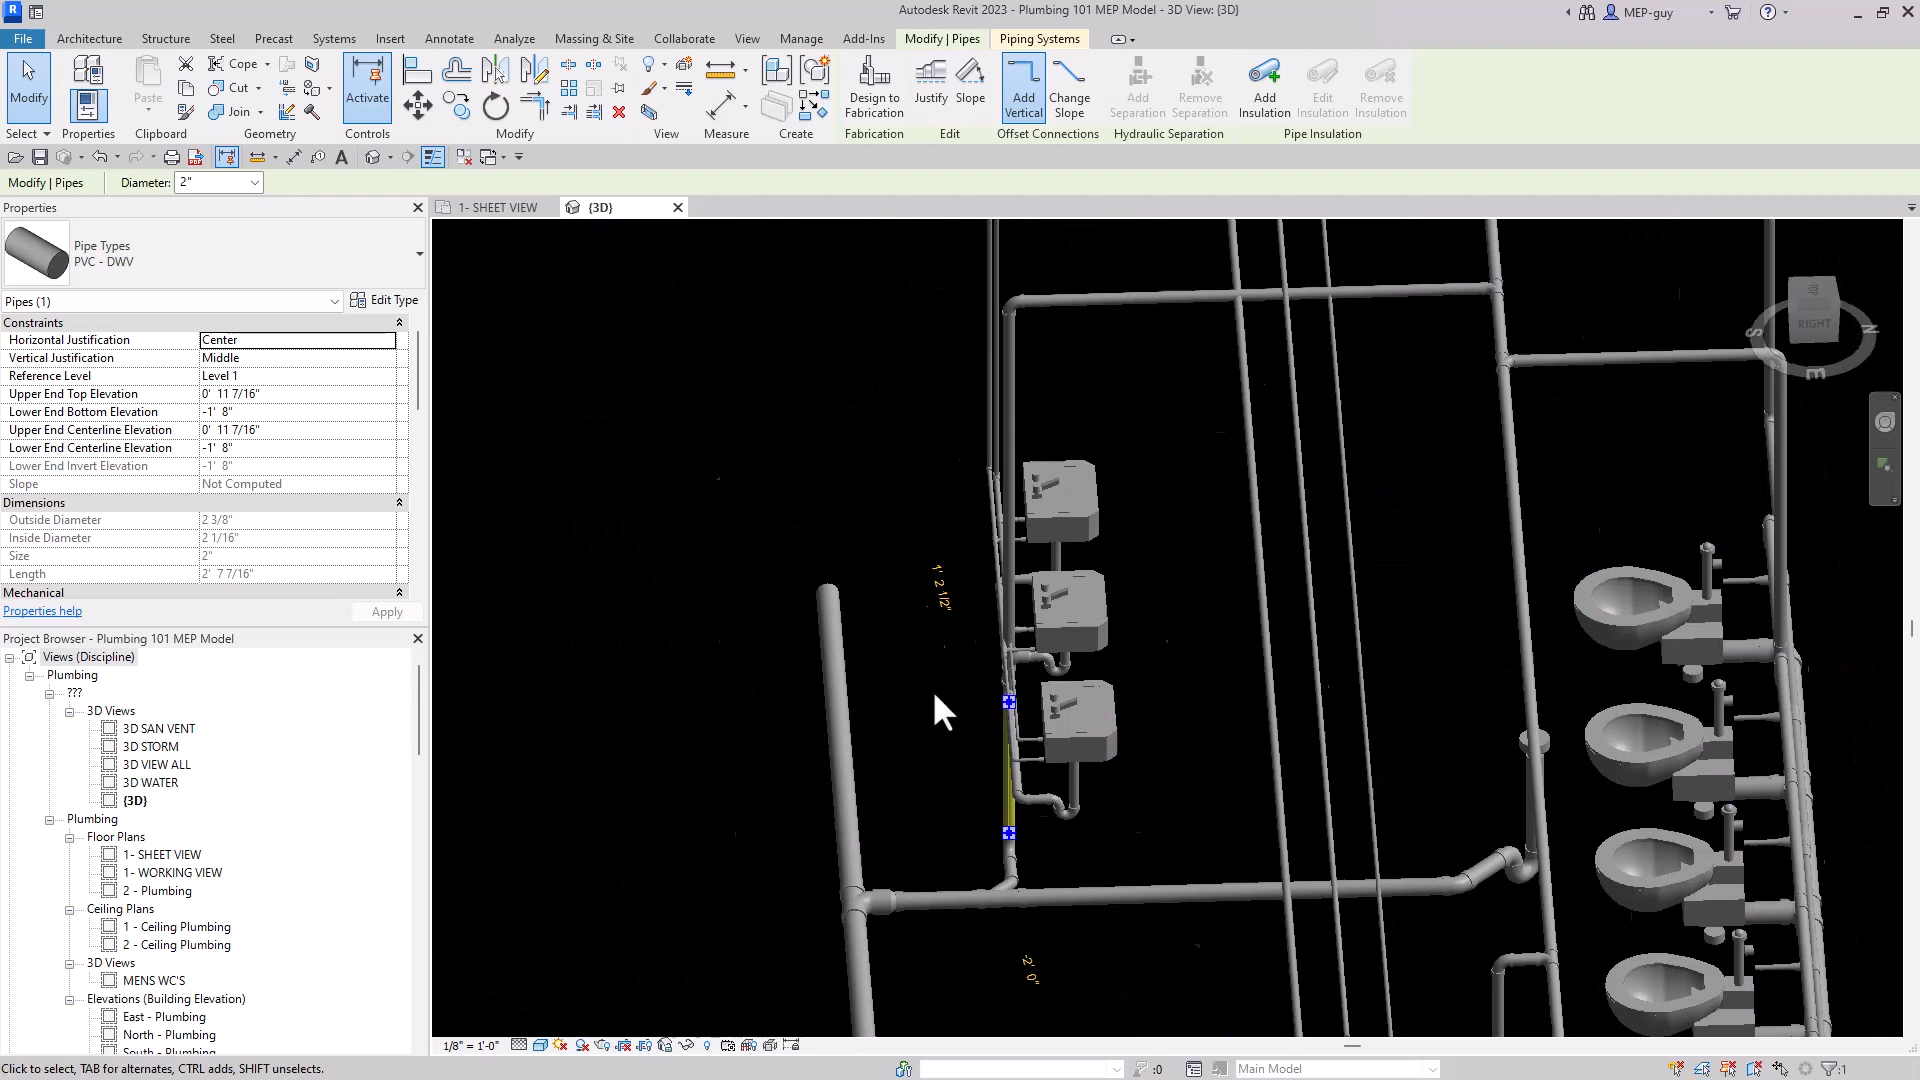 Autodesk Revit 2023 - Plumbing 101 MEP Model - 3D View: {3D}
MEP-guy
File
Architecture
Structure
Steel
Precast
Systems
Insert
Annotate
Analyze
Massing & Site
Collaborate
View
Manage
Add-Ins
Modify | Pipes
Piping Systems
Modify
Paste
Cope
Cut
Join
Activate
Design to
Fabrication
Justify
Slope
Add
Vertical
Change
Slope
Add
Separation
Remove
Separation
Add
Insulation
Edit
Insulation
Remove
Insulation
Select
Properties
Clipboard
Geometry
Controls
Modify
View
Measure
Create
Fabrication
Edit
Offset Connections
Hydraulic Separation
Pipe Insulation
Modify | Pipes
Diameter:
2"
Properties
1- SHEET VIEW
{3D}
Pipe Types
PVC - DWV
Pipes (1)
Edit Type
Constraints
Horizontal Justification Center
Vertical Justification Middle
Reference Level Level 1
Upper End Top Elevation 0' 11 7/16"
Lower End Bottom Elevation -1' 8"
Upper End Centerline Elevation 0' 11 7/16"
Lower End Centerline Elevation -1' 8"
Lower End Invert Elevation -1' 8"
Slope Not Computed
Dimensions
Outside Diameter 2 3/8"
Inside Diameter 2 1/16"
Size 2"
Length 2' 7 7/16"
Mechanical
Properties help
Apply
Project Browser - Plumbing 101 MEP Model
Views (Discipline)
Plumbing
???
3D Views
3D SAN VENT
3D STORM
3D VIEW ALL
3D WATER
{3D}
Plumbing
Floor Plans
1- SHEET VIEW
1- WORKING VIEW
2 - Plumbing
Ceiling Plans
1 - Ceiling Plumbing
2 - Ceiling Plumbing
3D Views
MENS WC'S
Elevations (Building Elevation)
East - Plumbing
North - Plumbing
South - Plumbing
TOP
RIGHT
S
N
E
1' 2 1/2"
-2' 0"
1/8" = 1'-0"
Click to select, TAB for alternates, CTRL adds, SHIFT unselects.
:0
Main Model
:1